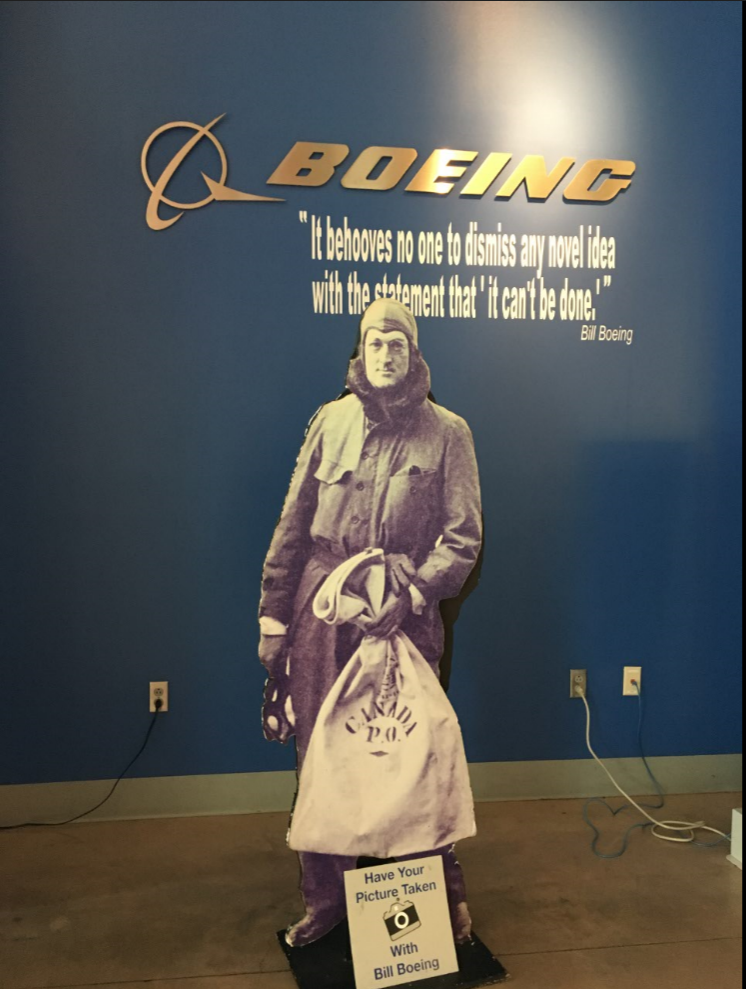 BOEING
" It behooves no one to dismiss any novel idea
with the statement that ' it can't be done.' "
Bill Boeing
CANADA
P.O.
Have Your
Picture Taken
With
Bill Boeing